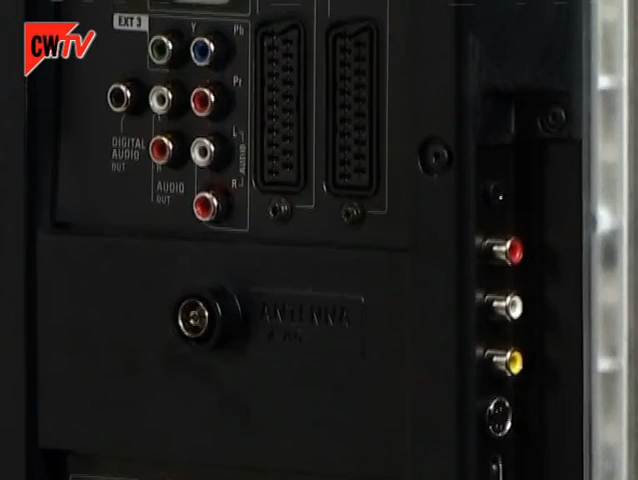 CWTV
EXT 3
Y
Pb
Pr
L
AUDIO
R
DIGITAL
AUDIO
OUT
R
AUDIO
OUT
ANTENNA